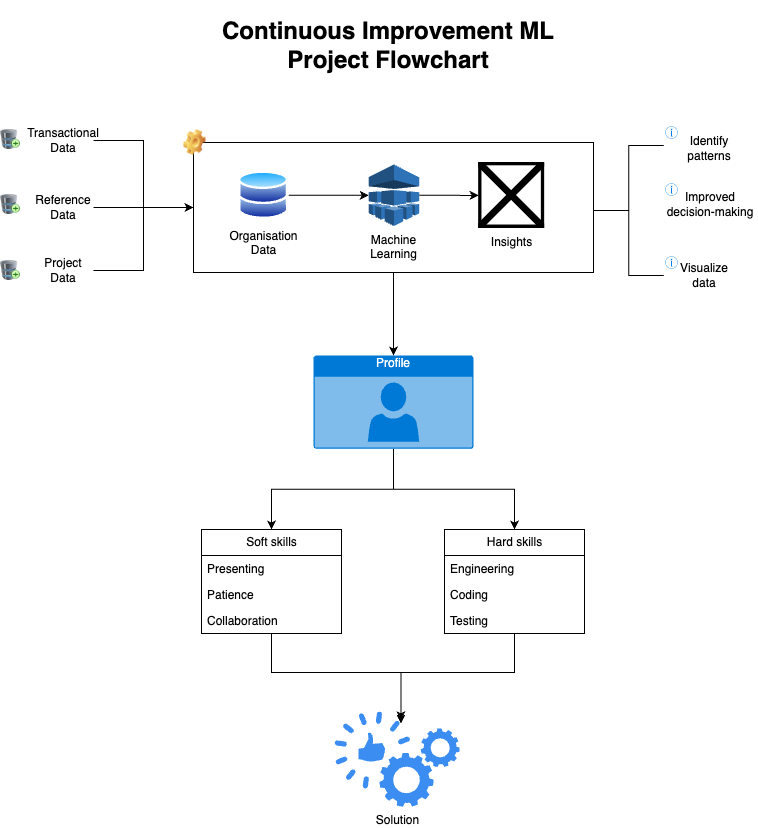 Continuous Improvement ML
Project Flowchart
Transactional
Data
Reference
Data
Project
Data
Organisation
Data
Machine
Learning
Insights
i
Identify
patterns
i
Improved
decision-making
i
Visualize
data
Profile
Soft skills
Presenting
Patience
Collaboration
Hard skills
Engineering
Coding
Testing
Solution